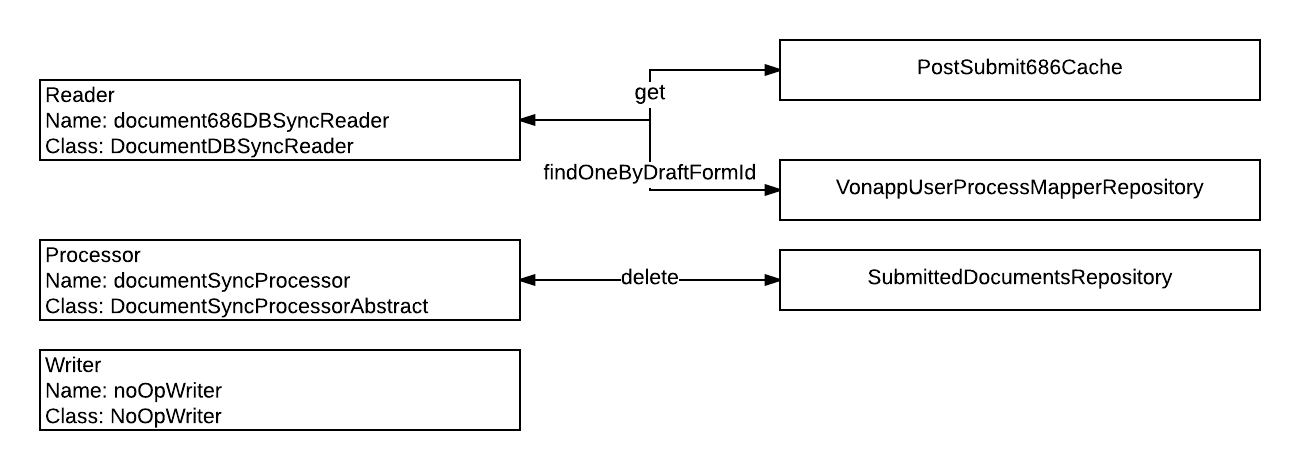 Reader
Name: document686DBSyncReader
Class: DocumentDBSyncReader
get
findOneByDraftFormId
PostSubmit686Cache
VonappUserProcessMapperRepository
Processor
Name: documentSyncProcessor
Class: DocumentSyncProcessorAbstract
delete
SubmittedDocumentsRepository
Writer
Name: noOpWriter
Class: NoOpWriter